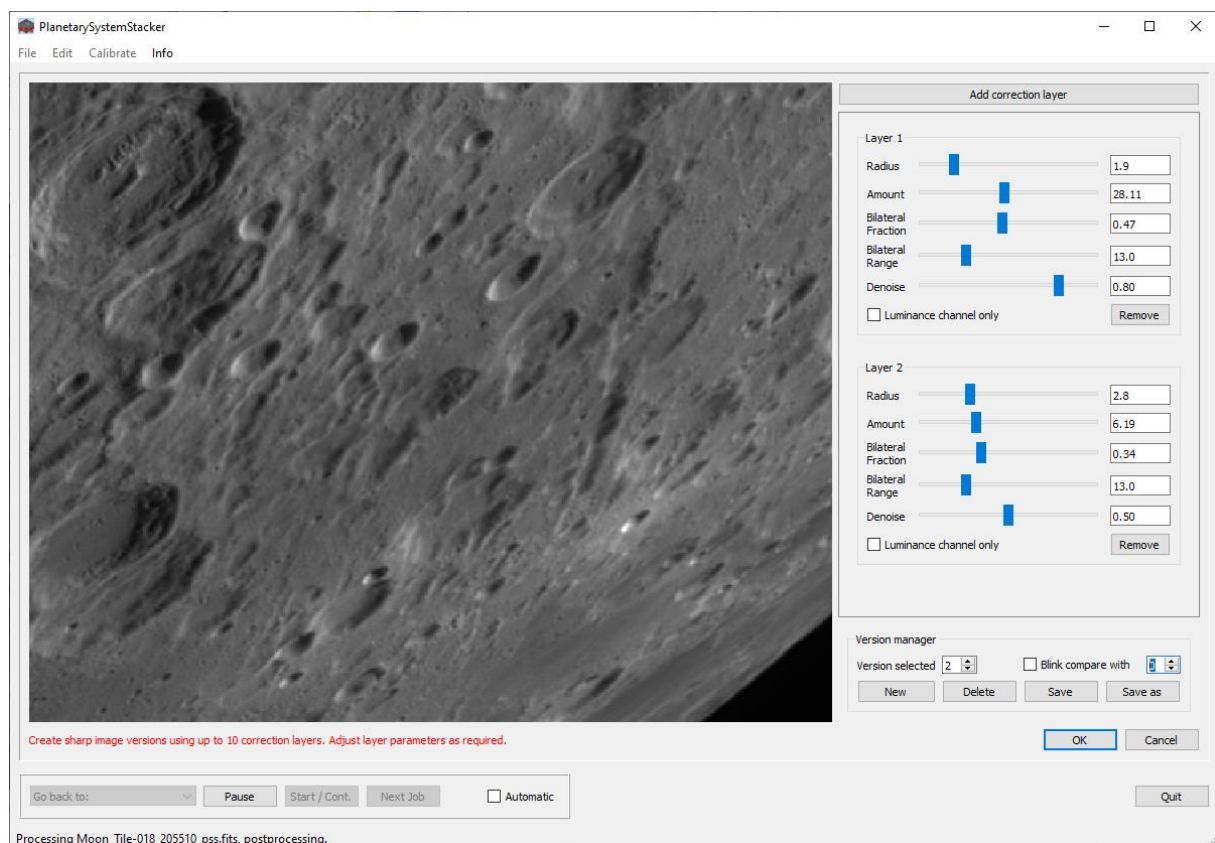 PlanetarySystemStacker
File Edit Calibrate Info
Add correction layer
Layer 1
Radius 1.9
Amount 28.11
Bilateral Fraction 0.47
Bilateral Range 13.0
Denoise 0.80
Luminance channel only Remove
Layer 2
Radius 2.8
Amount 6.19
Bilateral Fraction 0.34
Bilateral Range 13.0
Denoise 0.50
Luminance channel only Remove
Version manager
Version selected 2 Blink compare with
New Delete Save Save as
Create sharp image versions using up to 10 correction layers. Adjust layer parameters as required.
OK Cancel
Go back to: Pause Start / Cont. Next Job Automatic
Quit
Processing Moon_Tile-018_205510_pss.fits, postprocessing.